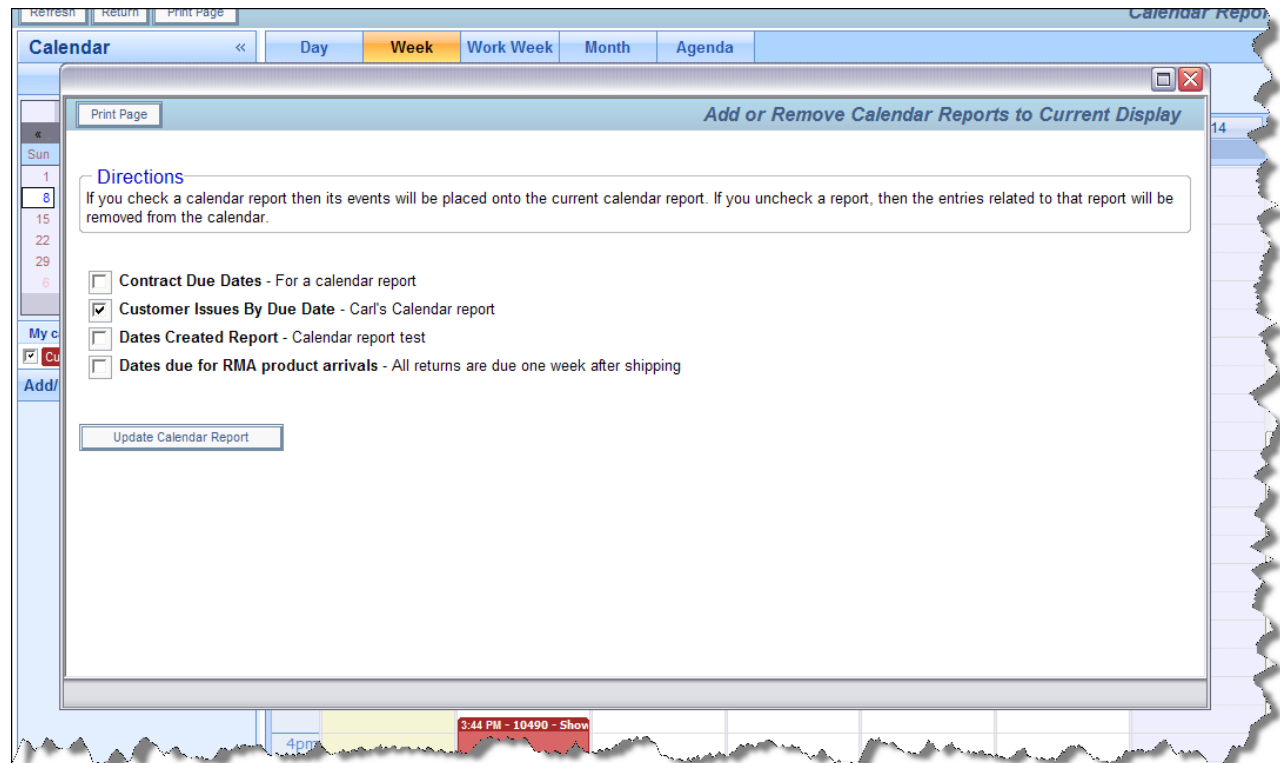 Refresh Return Print Page Calendar Repor
Calendar « Day Week Work Week Month Agenda
Print Page Add or Remove Calendar Reports to Current Display
14
«
Sun
1
8
15
22
29
6
Directions
If you check a calendar report then its events will be placed onto the current calendar report. If you uncheck a report, then the entries related to that report will be
removed from the calendar.
Contract Due Dates - For a calendar report
Customer Issues By Due Date - Carl's Calendar report
Dates Created Report - Calendar report test
Dates due for RMA product arrivals - All returns are due one week after shipping
My c
Cu
Add/
Update Calendar Report
3:44 PM - 10490 - Show
4pm